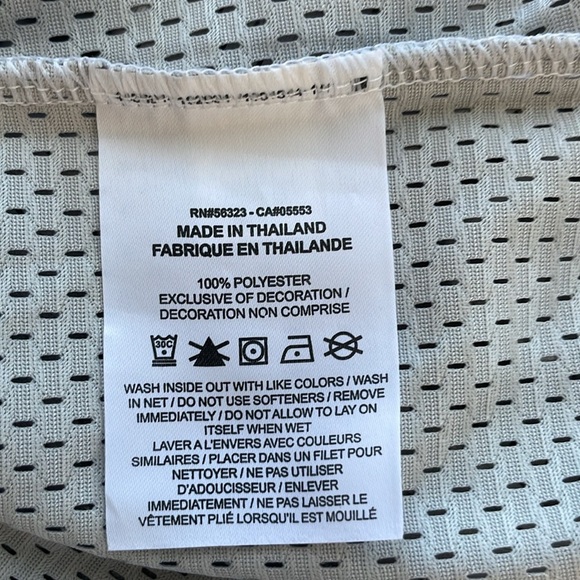 RN#56323 - CA#05553
MADE IN THAILAND
FABRIQUE EN THAILANDE
100% POLYESTER
EXCLUSIVE OF DECORATION /
DECORATION NON COMPRISE
30C
WASH INSIDE OUT WITH LIKE COLORS / WASH
IN NET / DO NOT USE SOFTENERS / REMOVE
IMMEDIATELY / DO NOT ALLOW TO LAY ON
ITSELF WHEN WET
LAVER A L'ENVERS AVEC COULEURS
SIMILAIRES / PLACER DANS UN FILET POUR
NETTOYER / NE PAS UTILISER
D'ADOUCISSEUR / ENLEVER
IMMEDIATEMENT / NE PAS LAISSER LE
VÊTEMENT PLIÉ LORSQU'IL EST MOUILLÉ